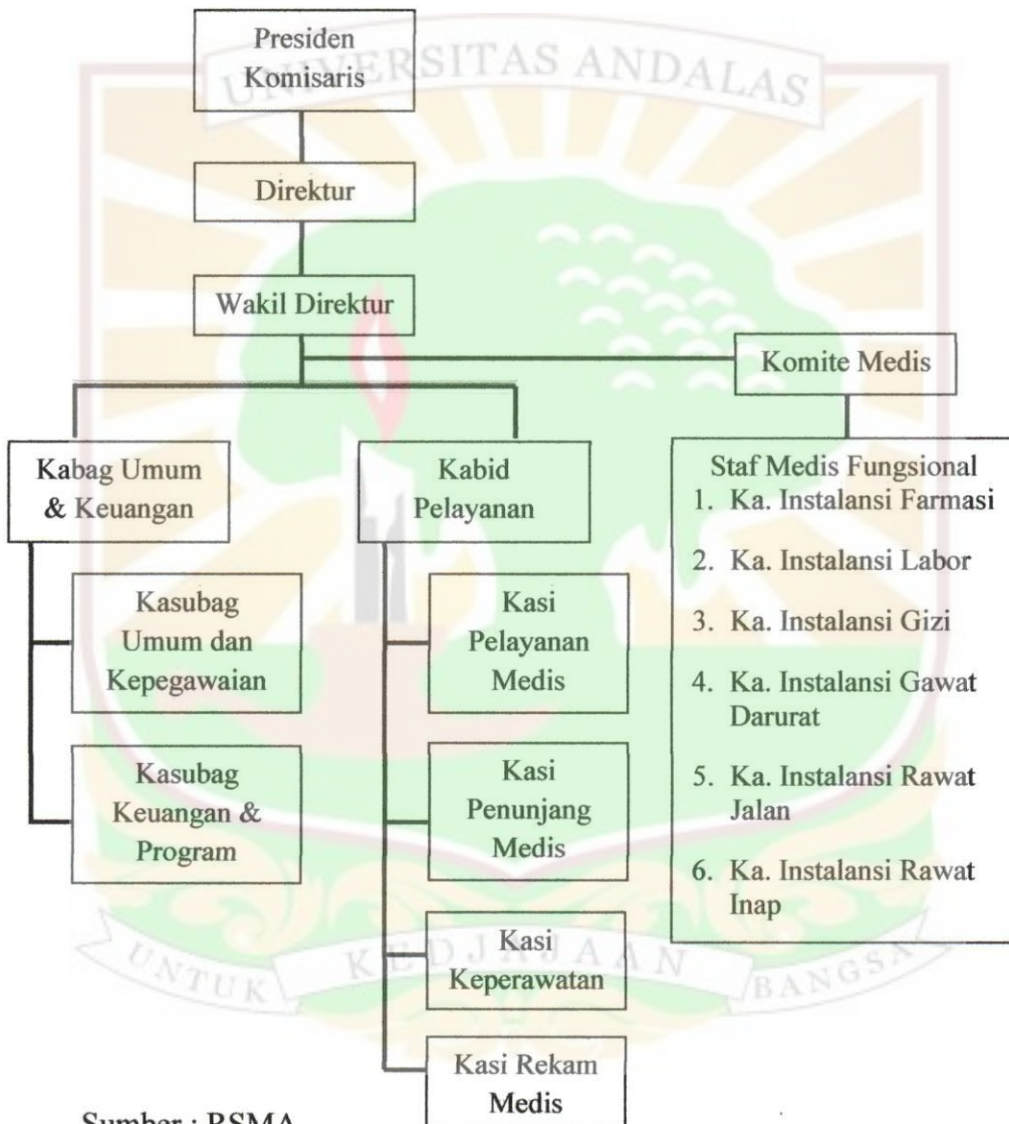 UNIVERSITAS ANDALAS
Presiden
Komisaris
Direktur
Wakil Direktur
Komite Medis
Kabag Umum
& Keuangan
Kabid
Pelayanan
Staf Medis Fungsional
1. Ka. Instalansi Farmasi
2. Ka. Instalansi Labor
3. Ka. Instalansi Gizi
4. Ka. Instalansi Gawat
Darurat
5. Ka. Instalansi Rawat
Jalan
6. Ka. Instalansi Rawat
Inap
Kasubag
Umum dan
Kepegawaian
Kasubag
Keuangan &
Program
Kasi
Pelayanan
Medis
Kasi
Penunjang
Medis
Kasi
Keperawatan
Kasi Rekam
Medis
UNTUK KEDJAJAAN BANGSA
Sumber : RSMA